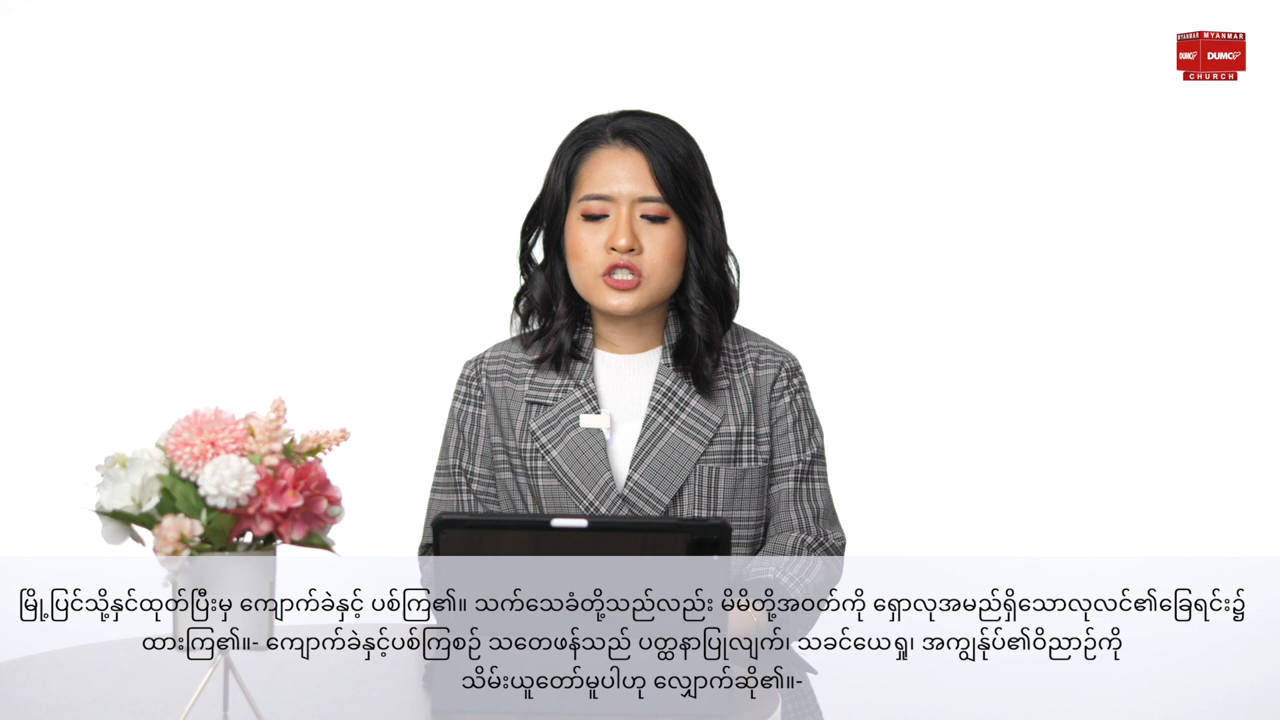 MYANMAR MYANMAR
DUMC DUMC
CHURCH
မြို့ပြင်သို့နှင်ထုတ်ပြီးမှ ကျောက်ခဲနှင့် ပစ်ကြ၏။ သက်သေခံတို့သည်လည်း မိမိတို့အဝတ်ကို ရှောလုအမည်ရှိသောလုလင်၏ခြေရင်း၌
ထားကြ၏။- ကျောက်ခဲနှင့်ပစ်ကြစဉ် သတေဖန်သည် ပတ္ထနာပြုလျက်၊ သခင်ယေရှု၊ အကျွန်ုပ်၏ဝိညာဉ်ကို
သိမ်းယူတော်မူပါဟု လျှောက်ဆို၏။-